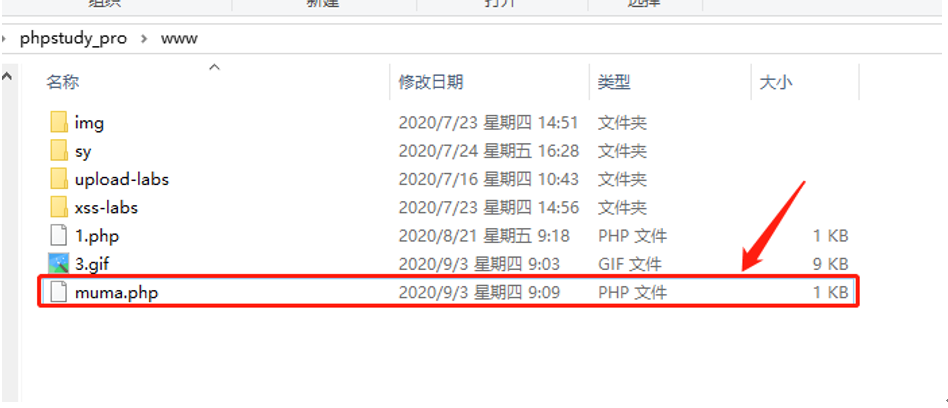 组织 新建 打开 选择
phpstudy_pro › www
名称 修改日期 类型 大小
img 2020/7/23 星期四 14:51 文件夹
sy 2020/7/24 星期五 16:28 文件夹
upload-labs 2020/7/16 星期四 10:43 文件夹
xss-labs 2020/7/23 星期四 14:56 文件夹
1.php 2020/8/21 星期五 9:18 PHP 文件 1 KB
3.gif 2020/9/3 星期四 9:03 GIF 文件 9 KB
muma.php 2020/9/3 星期四 9:09 PHP 文件 1 KB